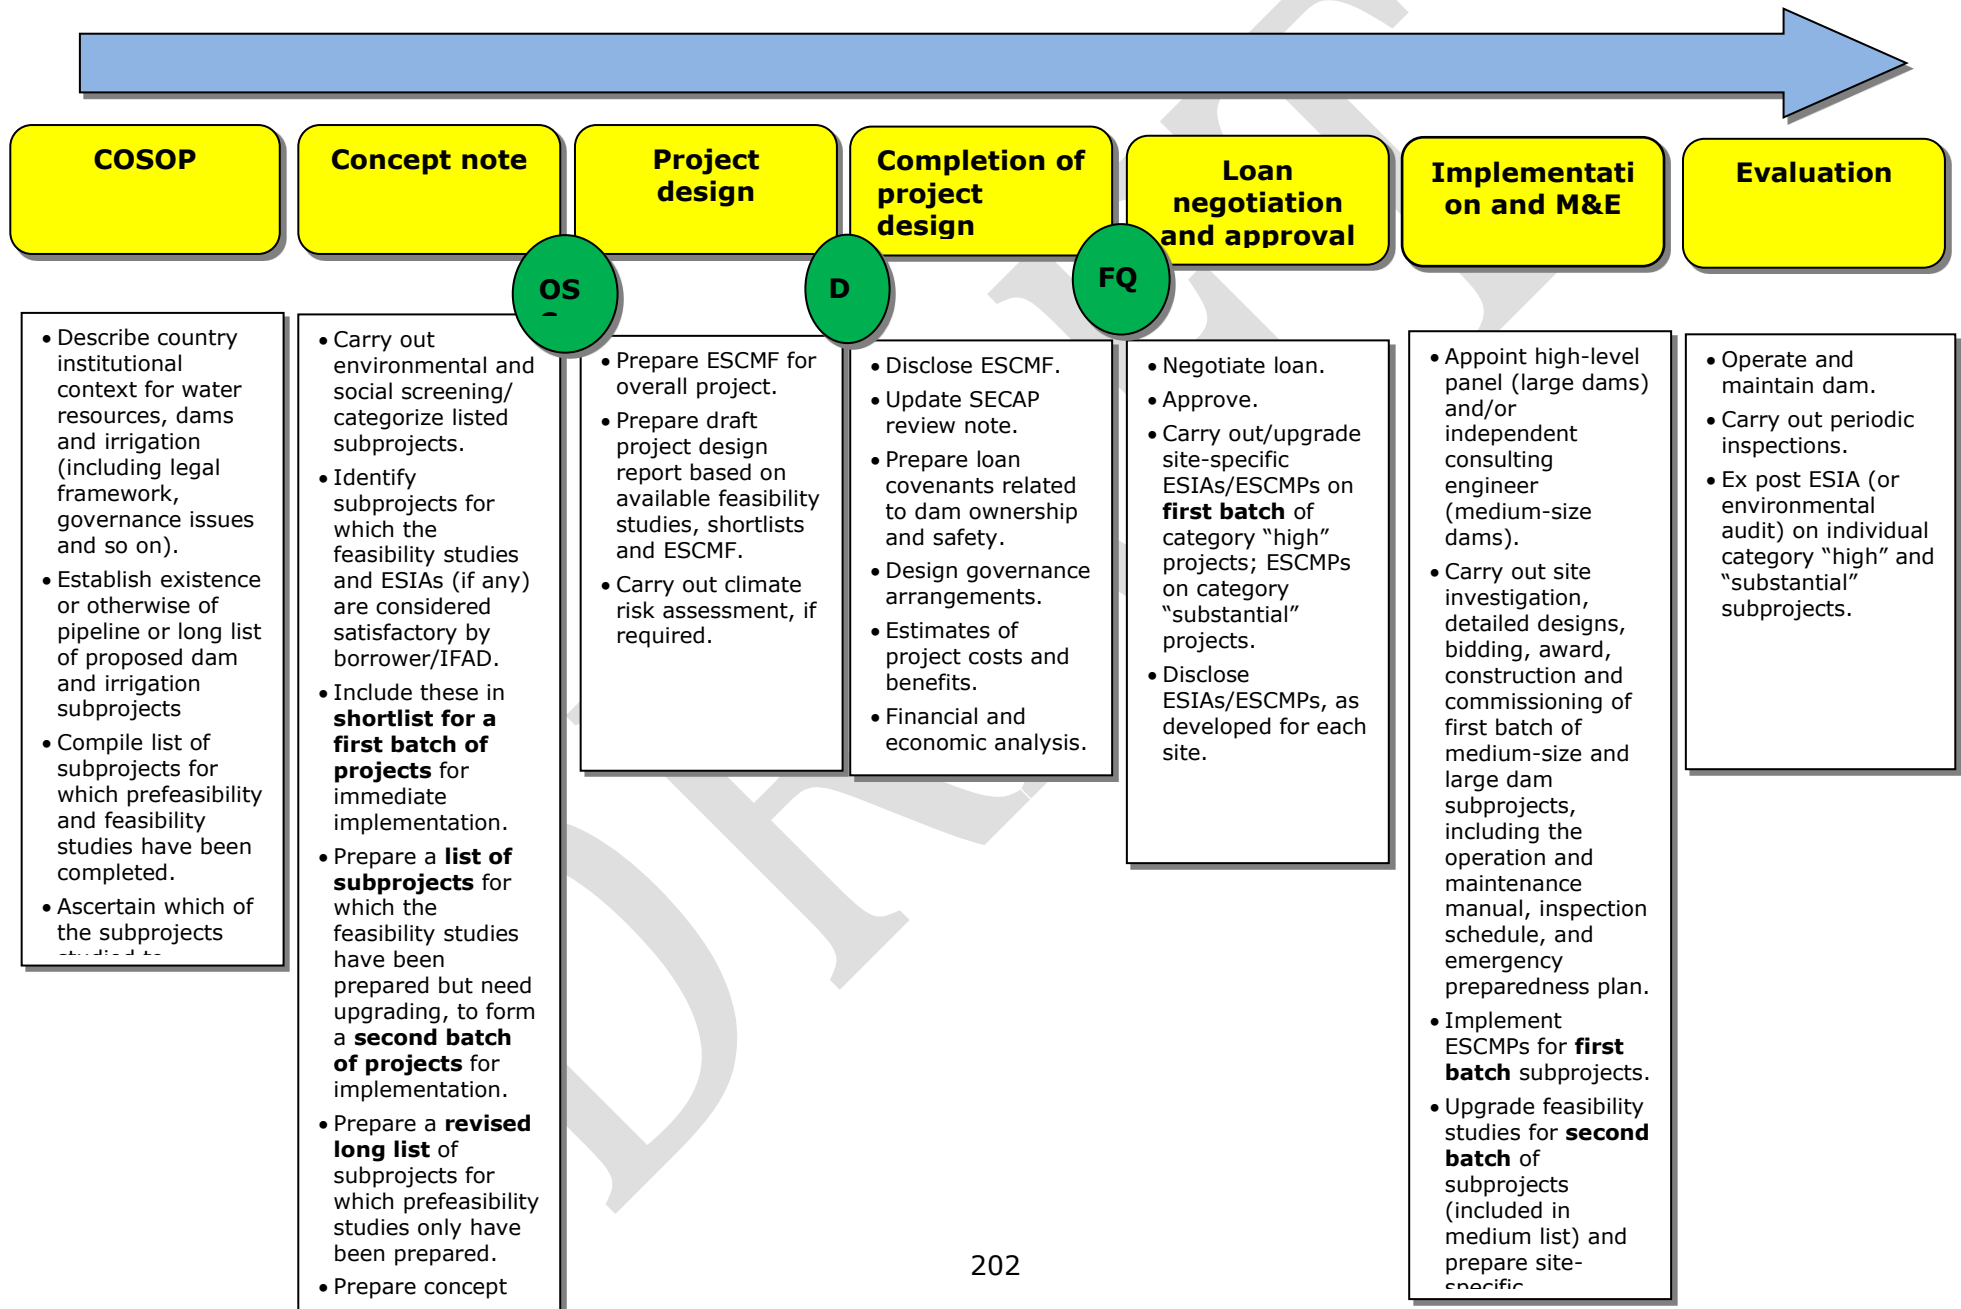 COSOP
Concept note
Project
design
Completion of
project
design
Loan
negotiation
and approval
Implementati
on and M&E
Evaluation
OS
D
FQ
• Describe country
institutional
context for water
resources, dams
and irrigation
(including legal
framework,
governance issues
and so on).
• Establish existence
or otherwise of
pipeline or long list
of proposed dam
and irrigation
subprojects
• Compile list of
subprojects for
which prefeasibility
and feasibility
studies have been
completed.
• Ascertain which of
the subprojects
studied to
• Carry out
environmental and
social screening/
categorize listed
subprojects.
• Identify
subprojects for
which the
feasibility studies
and ESIAs (if any)
are considered
satisfactory by
borrower/IFAD.
• Include these in
shortlist for a
first batch of
projects for
immediate
implementation.
• Prepare a list of
subprojects for
which the
feasibility studies
have been
prepared but need
upgrading, to form
a second batch
of projects for
implementation.
• Prepare a revised
long list of
subprojects for
which prefeasibility
studies only have
been prepared.
• Prepare concept
• Prepare ESCMF for
overall project.
• Prepare draft
project design
report based on
available feasibility
studies, shortlists
and ESCMF.
• Carry out climate
risk assessment, if
required.
• Disclose ESCMF.
• Update SECAP
review note.
• Prepare loan
covenants related
to dam ownership
and safety.
• Design governance
arrangements.
• Estimates of
project costs and
benefits.
• Financial and
economic analysis.
• Negotiate loan.
• Approve.
• Carry out/upgrade
site-specific
ESIAs/ESCMPs on
first batch of
category “high”
projects; ESCMPs
on category
“substantial”
projects.
• Disclose
ESIAs/ESCMPs, as
developed for each
site.
• Appoint high-level
panel (large dams)
and/or
independent
consulting
engineer
(medium-size
dams).
• Carry out site
investigation,
detailed designs,
bidding, award,
construction and
commissioning of
first batch of
medium-size and
large dam
subprojects,
including the
operation and
maintenance
manual, inspection
schedule, and
emergency
preparedness plan.
• Implement
ESCMPs for first
batch subprojects.
• Upgrade feasibility
studies for second
batch of
subprojects
(included in
medium list) and
prepare site-
specific
• Operate and
maintain dam.
• Carry out periodic
inspections.
• Ex post ESIA (or
environmental
audit) on individual
category “high” and
“substantial”
subprojects.
DRAFT
202